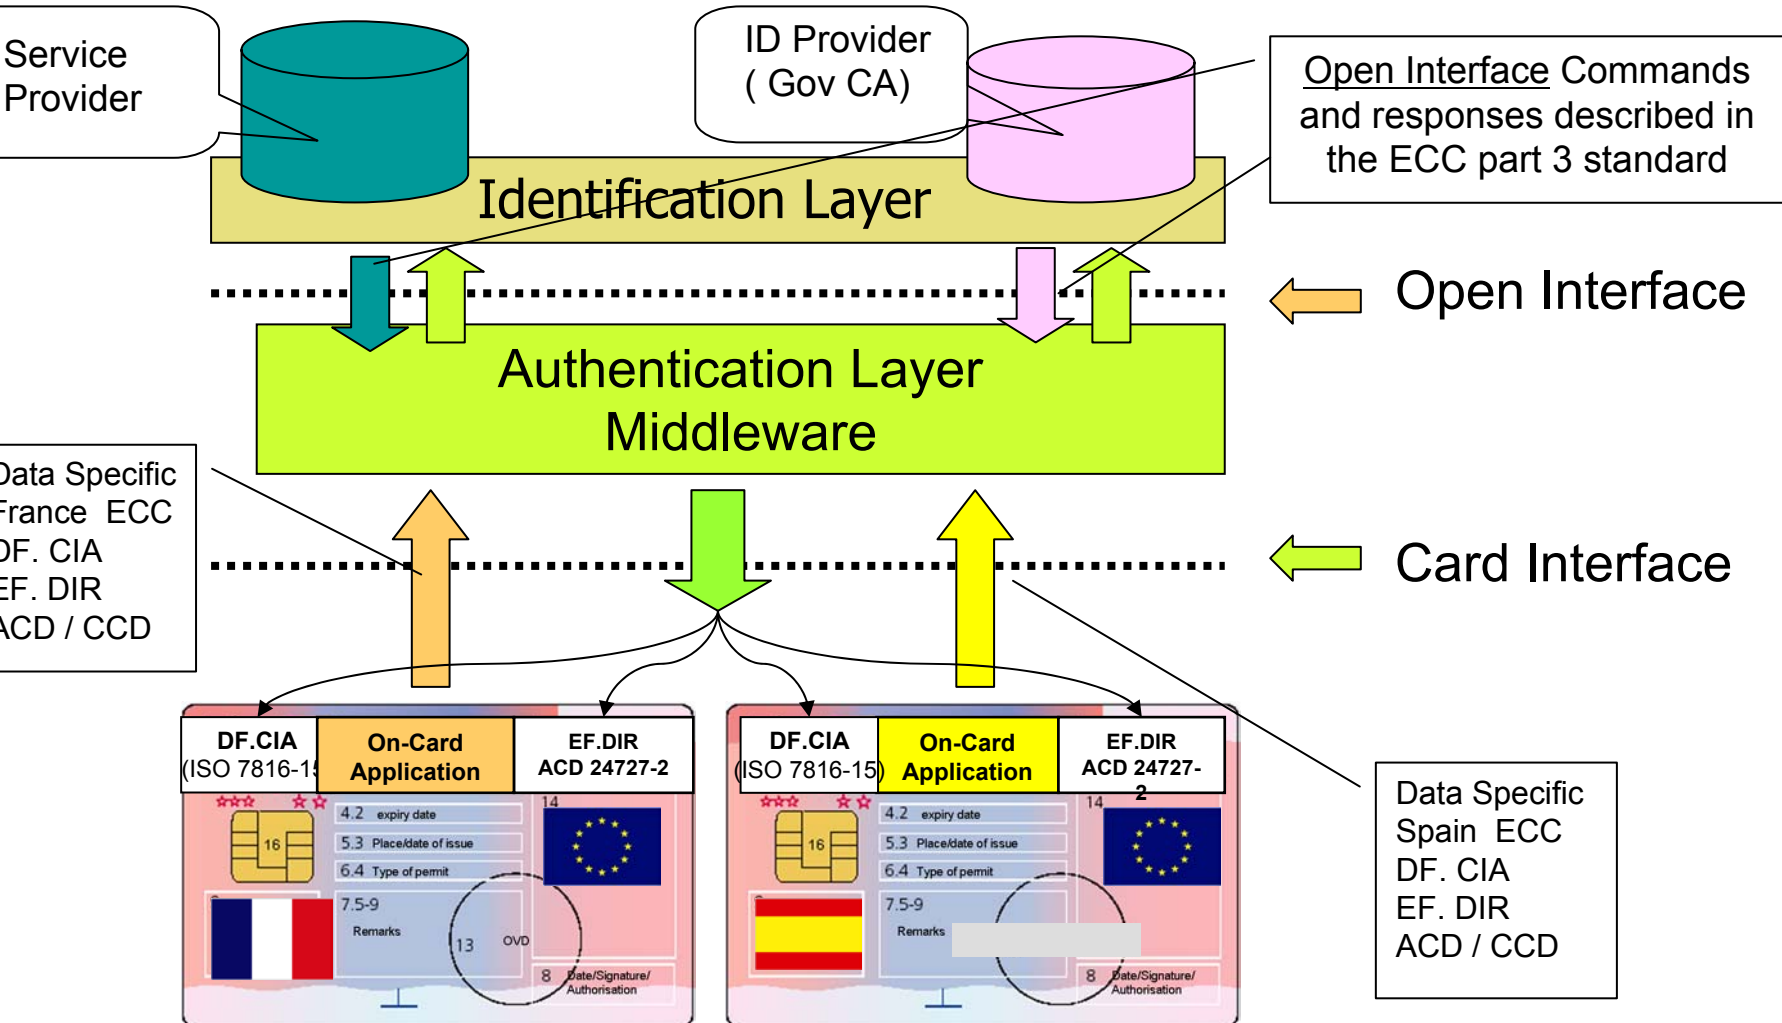 Service
Provider
ID Provider
( Gov CA)
Open Interface Commands
and responses described in
the ECC part 3 standard
Identification Layer
Open Interface
Authentication Layer
Middleware
Data Specific
France ECC
DF. CIA
EF. DIR
ACD / CCD
Card Interface
DF.CIA
(ISO 7816-15
On-Card
Application
EF.DIR
ACD 24727-2
DF.CIA
(ISO 7816-15)
On-Card
Application
EF.DIR
ACD 24727-
2
4.2 expiry date
14
16
5.3 Place/date of issue
6.4 Type of permit
7.5-9
Remarks
13
OVD
8 Date/Signature/
Authorisation
4.2 expiry date
14
16
5.3 Place/date of issue
6.4 Type of permit
7.5-9
Remarks
8 Date/Signature/
Authorisation
Data Specific
Spain ECC
DF. CIA
EF. DIR
ACD / CCD